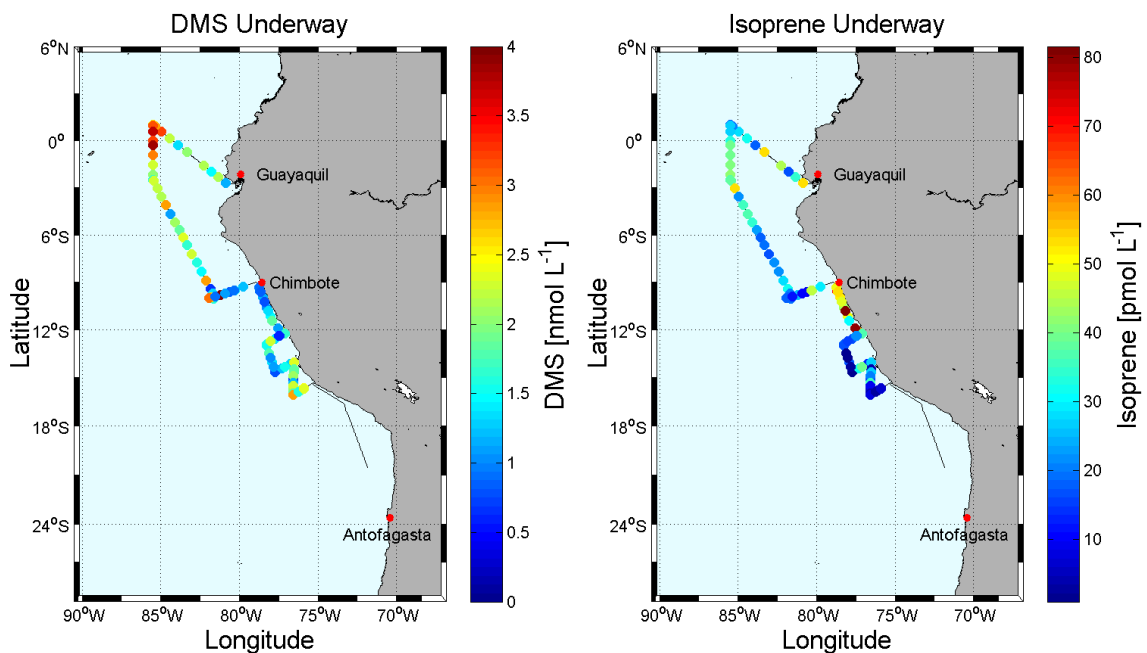 DMS Underway
6°N
0°
6°S
12°S
18°S
24°S
90°W
85°W
80°W
75°W
70°W
Latitude
Longitude
Guayaquil
Chimbote
Antofagasta
4
3.5
3
2.5
2
1.5
1
0.5
0
DMS [nmol L⁻¹]
Isoprene Underway
6°N
0°
6°S
12°S
18°S
24°S
90°W
85°W
80°W
75°W
70°W
Latitude
Longitude
Guayaquil
Chimbote
Antofagasta
80
70
60
50
40
30
20
10
Isoprene [pmol L⁻¹]